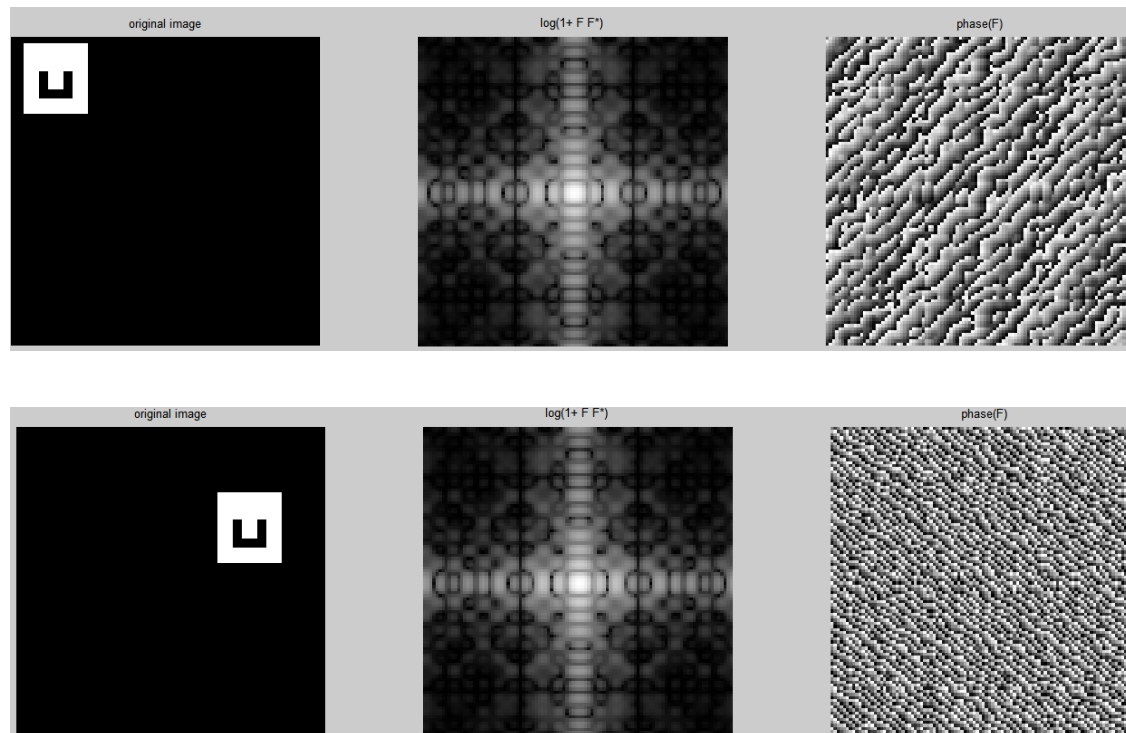 original image
log(1+ F F*)
phase(F)
original image
log(1+ F F*)
phase(F)